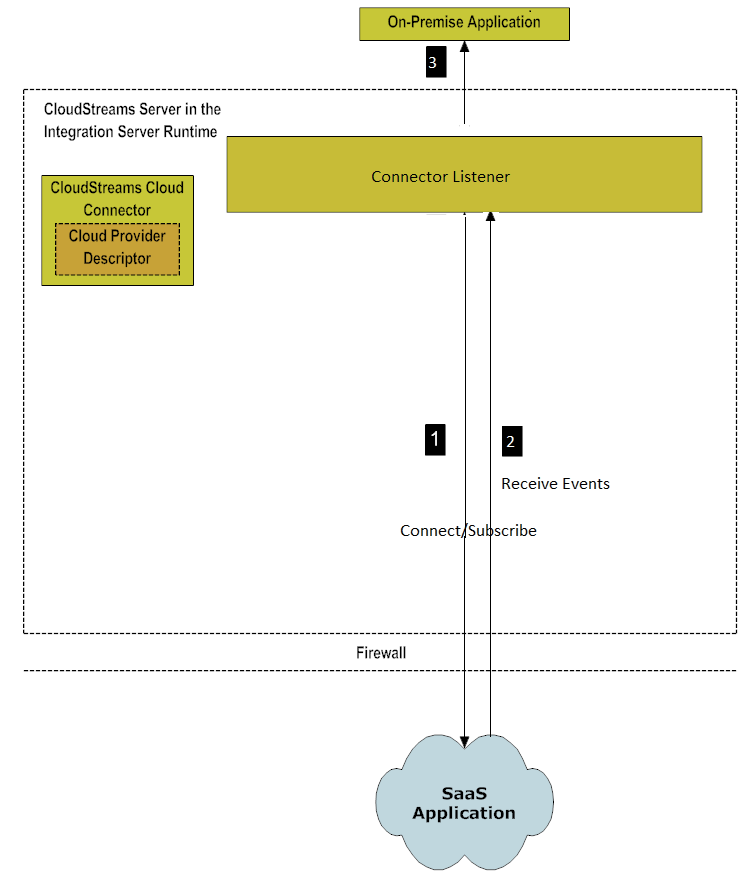 On-Premise Application
3
CloudStreams Server in the
Integration Server Runtime
Connector Listener
CloudStreams Cloud
Connector
Cloud Provider
Descriptor
1
2
Receive Events
Connect/Subscribe
Firewall
SaaS
Application